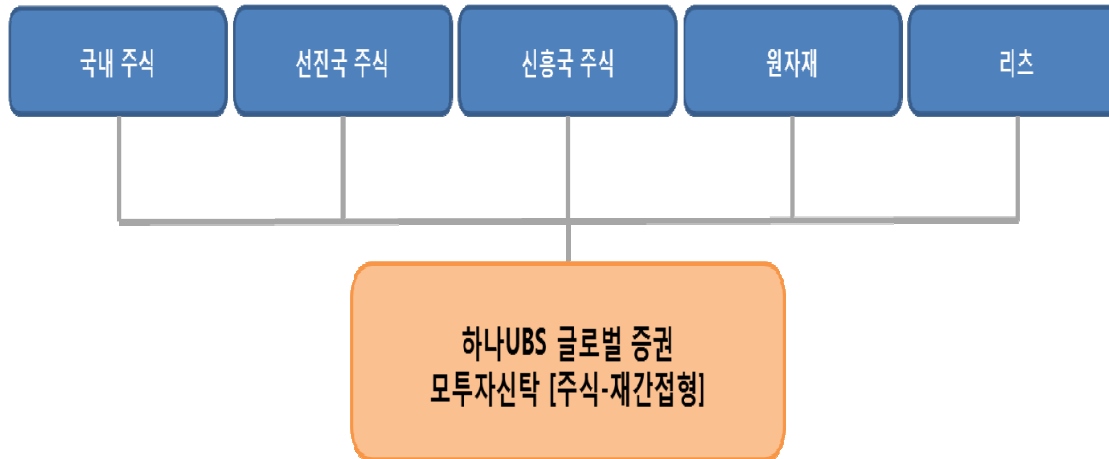 국내 주식
선진국 주식
신흥국 주식
원자재
리츠
하나UBS 글로벌 증권
모투자신탁 [주식-재간접형]